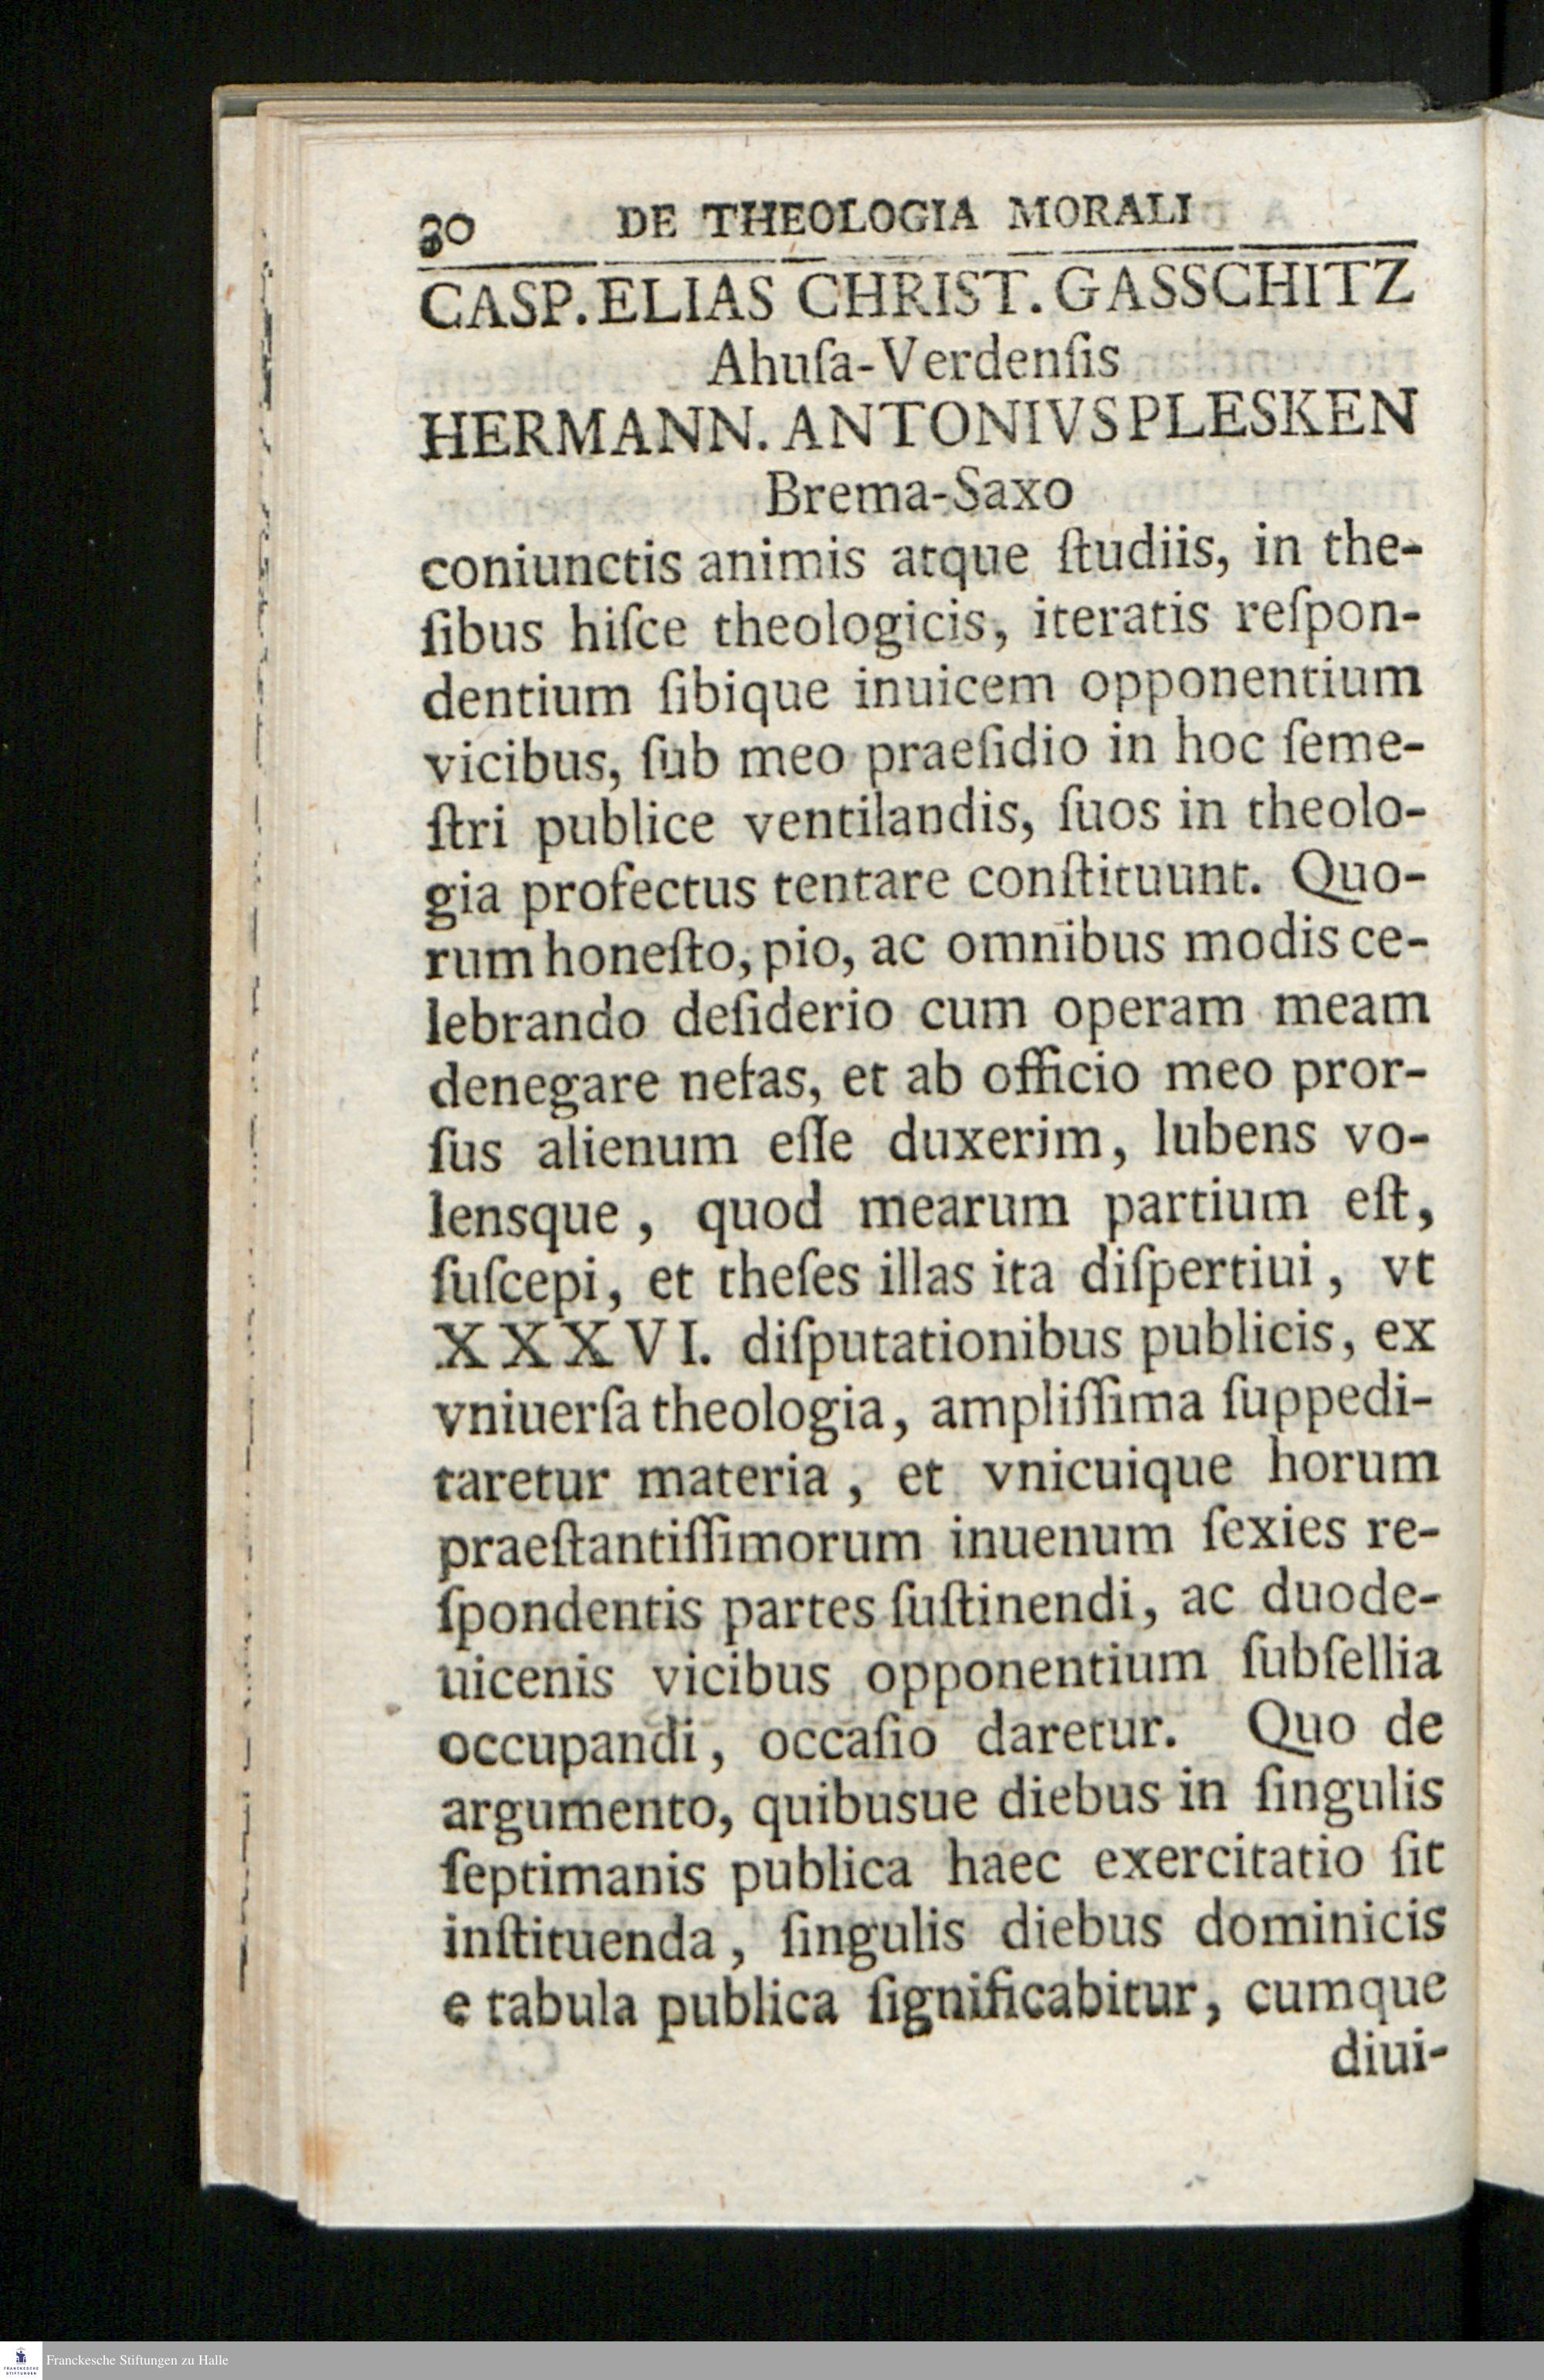 30 DE THEOLOGIA MORALI
CASP. ELIAS CHRIST. GASSCHITZ
Ahuſa-Verdenſis
HERMANN. ANTONIVS PLESKEN
Brema-Saxo
coniunctis animis atque ſtudiis, in the-
ſibus hiſce theologicis, iteratis reſpon-
dentium ſibique inuicem opponentium
vicibus, ſub meo praeſidio in hoc ſeme-
ſtri publice ventilandis, ſuos in theolo-
gia profectus tentare conſtituunt. Quo-
rum honeſto, pio, ac omnibus modis ce-
lebrando deſiderio cum operam meam
denegare nefas, et ab officio meo pror-
ſus alienum eſſe duxerim, lubens vo-
lensque, quod mearum partium eſt,
ſuſcepi, et theſes illas ita diſpertiui, vt
XXXVI. diſputationibus publicis, ex
vniuerſa theologia, ampliſſima ſuppedi-
taretur materia, et vnicuique horum
praeſtantiſſimorum inuenum ſexies re-
ſpondentis partes ſuſtinendi, ac duode-
uicenis vicibus opponentium ſubſellia
occupandi, occaſio daretur. Quo de
argumento, quibusue diebus in ſingulis
ſeptimanis publica haec exercitatio ſit
inſtituenda, ſingulis diebus dominicis
e tabula publica ſignificabitur, cumque
diui-
FRANCKESCHE STIFTUNGEN
Franckesche Stiftungen zu Halle